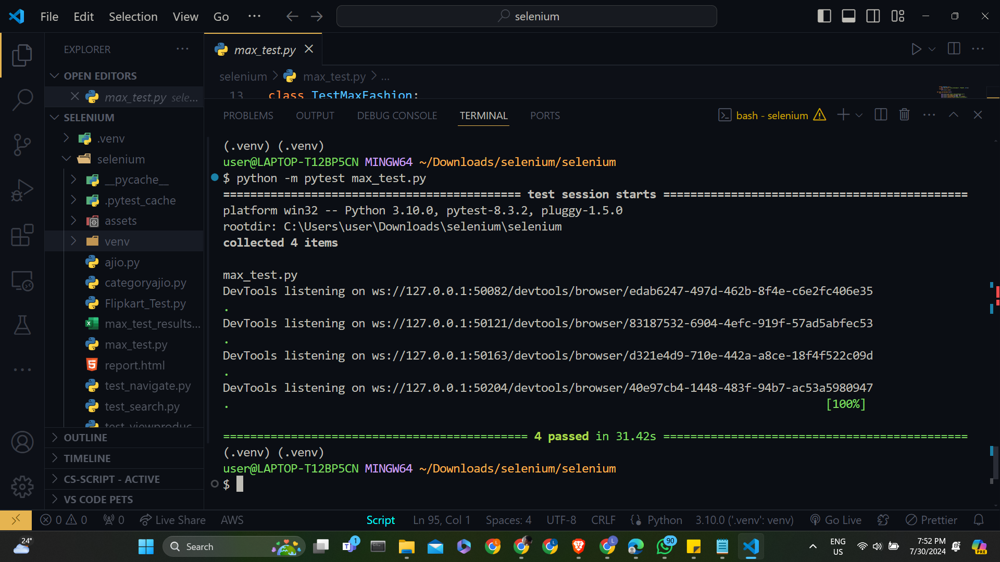 File Edit Selection View Go ···
selenium
EXPLORER ···
OPEN EDITORS
max_test.py sele...
SELENIUM
.venv
selenium
__pycache__
.pytest_cache
assets
venv
ajio.py
categoryajio.py
Flipkart_Test.py
max_test_results...
max_test.py
report.html
test_navigate.py
test_search.py
test_viewproduc
OUTLINE
TIMELINE
CS-SCRIPT - ACTIVE
VS CODE PETS
max_test.py
selenium > max_test.py > ...
13 class TestMaxFashion:
PROBLEMS OUTPUT DEBUG CONSOLE TERMINAL PORTS
bash - selenium
(.venv) (.venv)
user@LAPTOP-T12BP5CN MINGW64 ~/Downloads/selenium/selenium
$ python -m pytest max_test.py
============================================ test session starts =============================================
platform win32 -- Python 3.10.0, pytest-8.3.2, pluggy-1.5.0
rootdir: C:\Users\user\Downloads\selenium\selenium
collected 4 items
max_test.py
DevTools listening on ws://127.0.0.1:50082/devtools/browser/edab6247-497d-462b-8f4e-c6e2fc406e35
.
DevTools listening on ws://127.0.0.1:50121/devtools/browser/83187532-6904-4efc-919f-57ad5abfec53
.
DevTools listening on ws://127.0.0.1:50163/devtools/browser/d321e4d9-710e-442a-a8ce-18f4f522c09d
.
DevTools listening on ws://127.0.0.1:50204/devtools/browser/40e97cb4-1448-483f-94b7-ac53a5980947
. [100%]
============================================= 4 passed in 31.42s =============================================
(.venv) (.venv)
user@LAPTOP-T12BP5CN MINGW64 ~/Downloads/selenium/selenium
$
0 0 0 Live Share AWS Script Ln 95, Col 1 Spaces: 4 UTF-8 CRLF Python 3.10.0 ('.venv': venv) Go Live Prettier
24°
Search
1
90
ENG
US
7:52 PM
7/30/2024
PRE